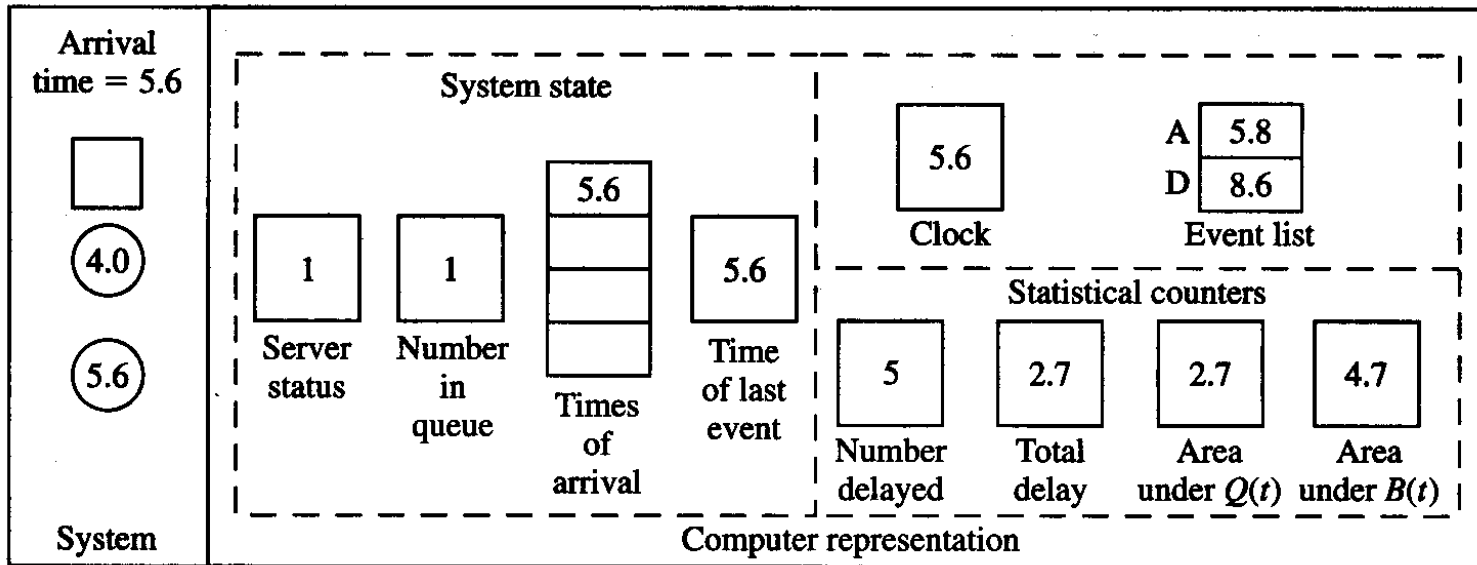 Arrival
time = 5.6
4.0
5.6
System
System state
1
Server
status
1
Number
in
queue
5.6
Times
of
arrival
5.6
Time
of last
event
5.6
Clock
A 5.8
D 8.6
Event list
Statistical counters
5
Number
delayed
2.7
Total
delay
2.7
Area
under Q(t)
4.7
Area
under B(t)
Computer representation